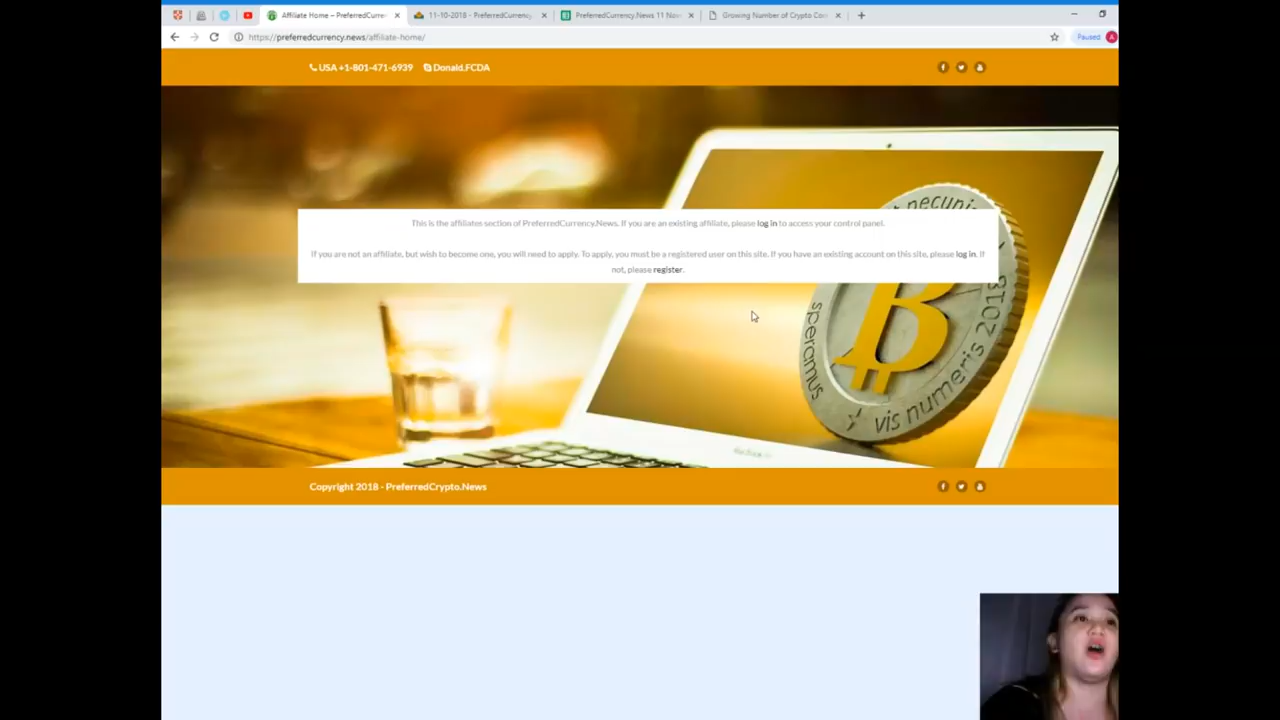 Affiliate Home – PreferredCurre
11-10-2018 - PreferredCurrency
PreferredCurrency.News 11 Nov
Growing Number of Crypto Com
https://preferredcurrency.news/affiliate-home/
Paused
A
USA +1-801-471-6939
Donald.FCDA
This is the affiliates section of PreferredCurrency.News. If you are an existing affiliate, please log in to access your control panel.
If you are not an affiliate, but wish to become one, you will need to apply. To apply, you must be a registered user on this site. If you have an existing account on this site, please log in. If
not, please register.
necunia
speramus
vis numeris 2018
Copyright 2018 - PreferredCrypto.News